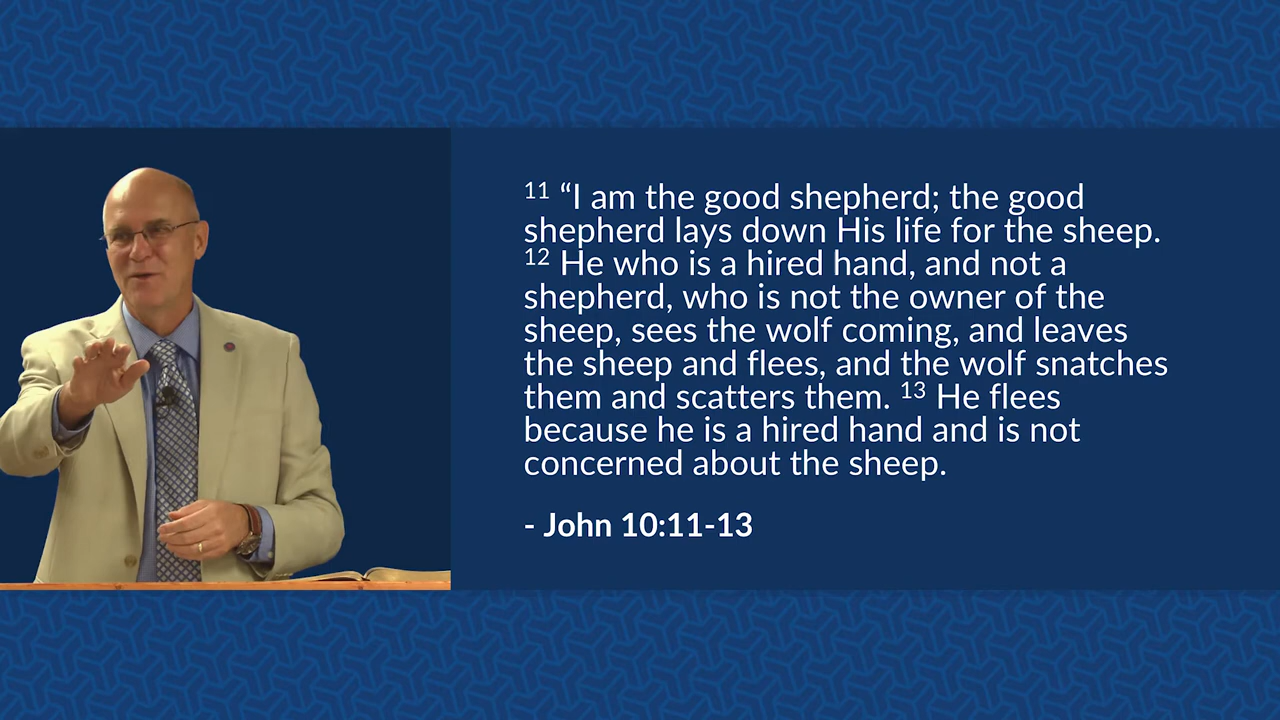 11 “I am the good shepherd; the good
shepherd lays down His life for the sheep.
12 He who is a hired hand, and not a
shepherd, who is not the owner of the
sheep, sees the wolf coming, and leaves
the sheep and flees, and the wolf snatches
them and scatters them. 13 He flees
because he is a hired hand and is not
concerned about the sheep.
- John 10:11-13